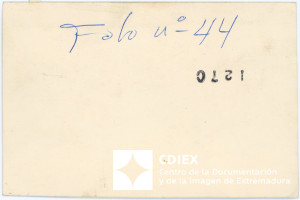 Foto nº 44
1270
CDIEX
Centro de la Documentación
y de la Imagen de Extremadura